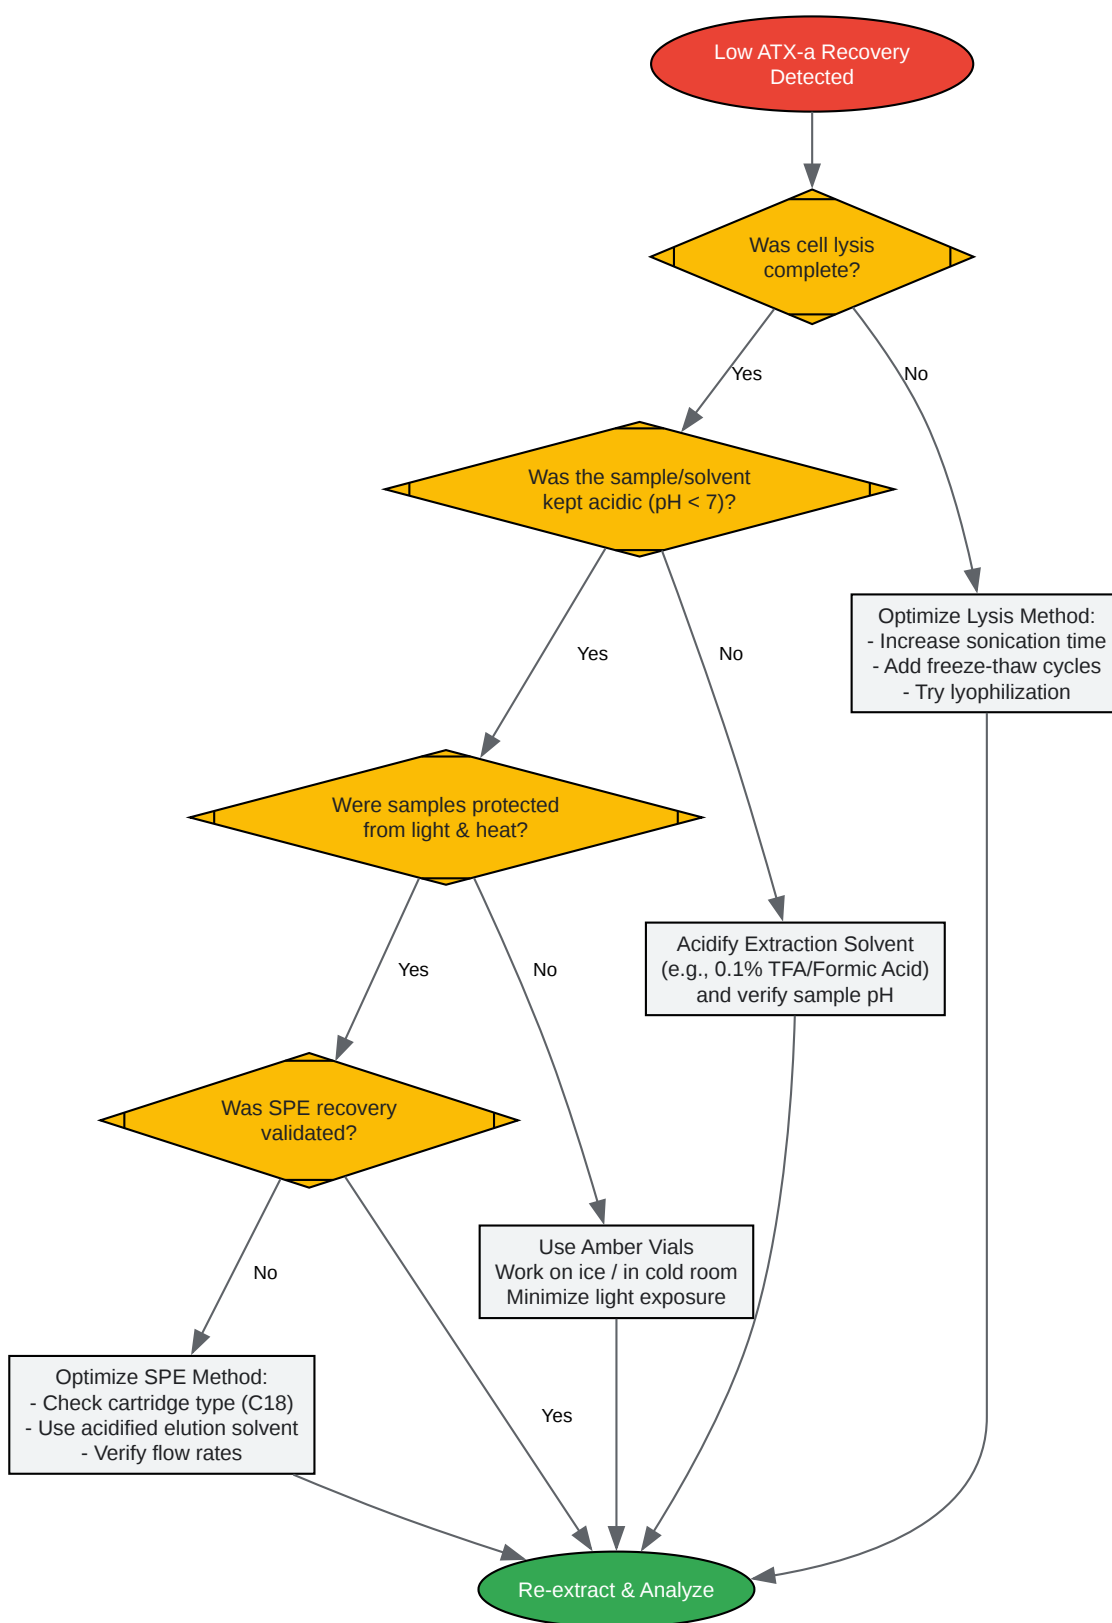 Low ATX-a Recovery
Detected
Was cell lysis
complete?
Yes
No
Was the sample/solvent
kept acidic (pH < 7)?
Optimize Lysis Method:
- Increase sonication time
- Add freeze-thaw cycles
- Try lyophilization
Yes
No
Were samples protected
from light & heat?
Acidify Extraction Solvent
(e.g., 0.1% TFA/Formic Acid)
and verify sample pH
Yes
No
Was SPE recovery
validated?
Use Amber Vials
Work on ice / in cold room
Minimize light exposure
No
Optimize SPE Method:
- Check cartridge type (C18)
- Use acidified elution solvent
- Verify flow rates
Yes
Re-extract & Analyze